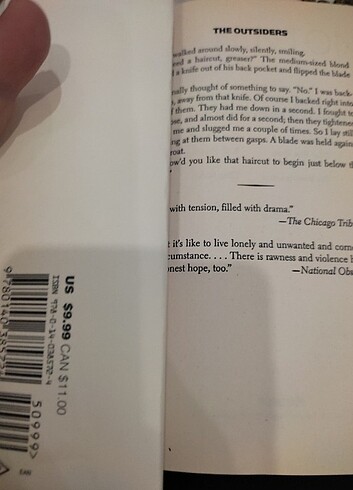 THE OUTSIDERS
walked around slowly, silently, smiling.
a haircut, greaser?" The medium-sized blond
a knife out of his back pocket and flipped the blade
thought of something to say. "No." I was back-
, away from that knife. Of course I backed right into
them. They had me down in a second. I fought to
and almost did for a second; then they tightened
me and slugged me a couple of times. So I lay still
at them between gasps. A blade was held against
you like that haircut to begin just below the
with tension, filled with drama."
—The Chicago Trib
it's like to live lonely and unwanted and
. . . . There is rawness and violence
hope, too."
—National Obs
US $9.99 CAN $11.00
ISBN 978-0-14-038572-4
9 780140 385724
50999>
EAN